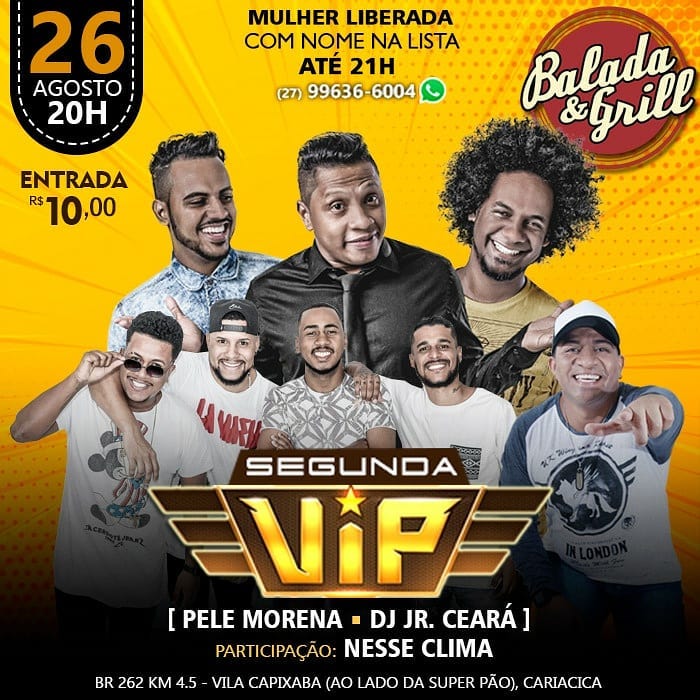 26
AGOSTO
20H
MULHER LIBERADA
COM NOME NA LISTA
ATÉ 21H
(27) 99636-6004
Balada
& Grill
ENTRADA
R$ 10,00
LA MAFIA
IN LONDON
SEGUNDA
ViP
[ PELE MORENA ▪ DJ JR. CEARÁ ]
PARTICIPAÇÃO: NESSE CLIMA
BR 262 KM 4.5 - VILA CAPIXABA (AO LADO DA SUPER PÃO), CARIACICA